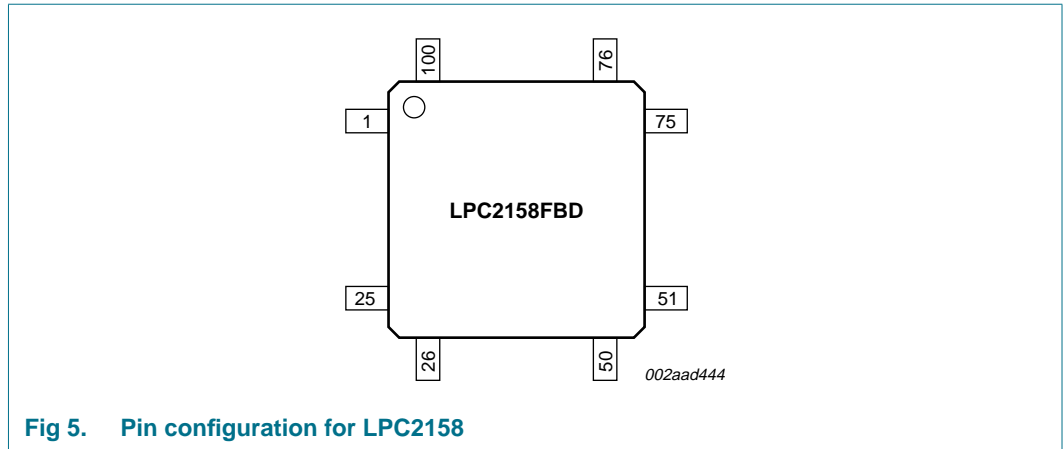 100 76
1 75
LPC2158FBD
25 51
26 50
002aad444
Fig 5. Pin configuration for LPC2158